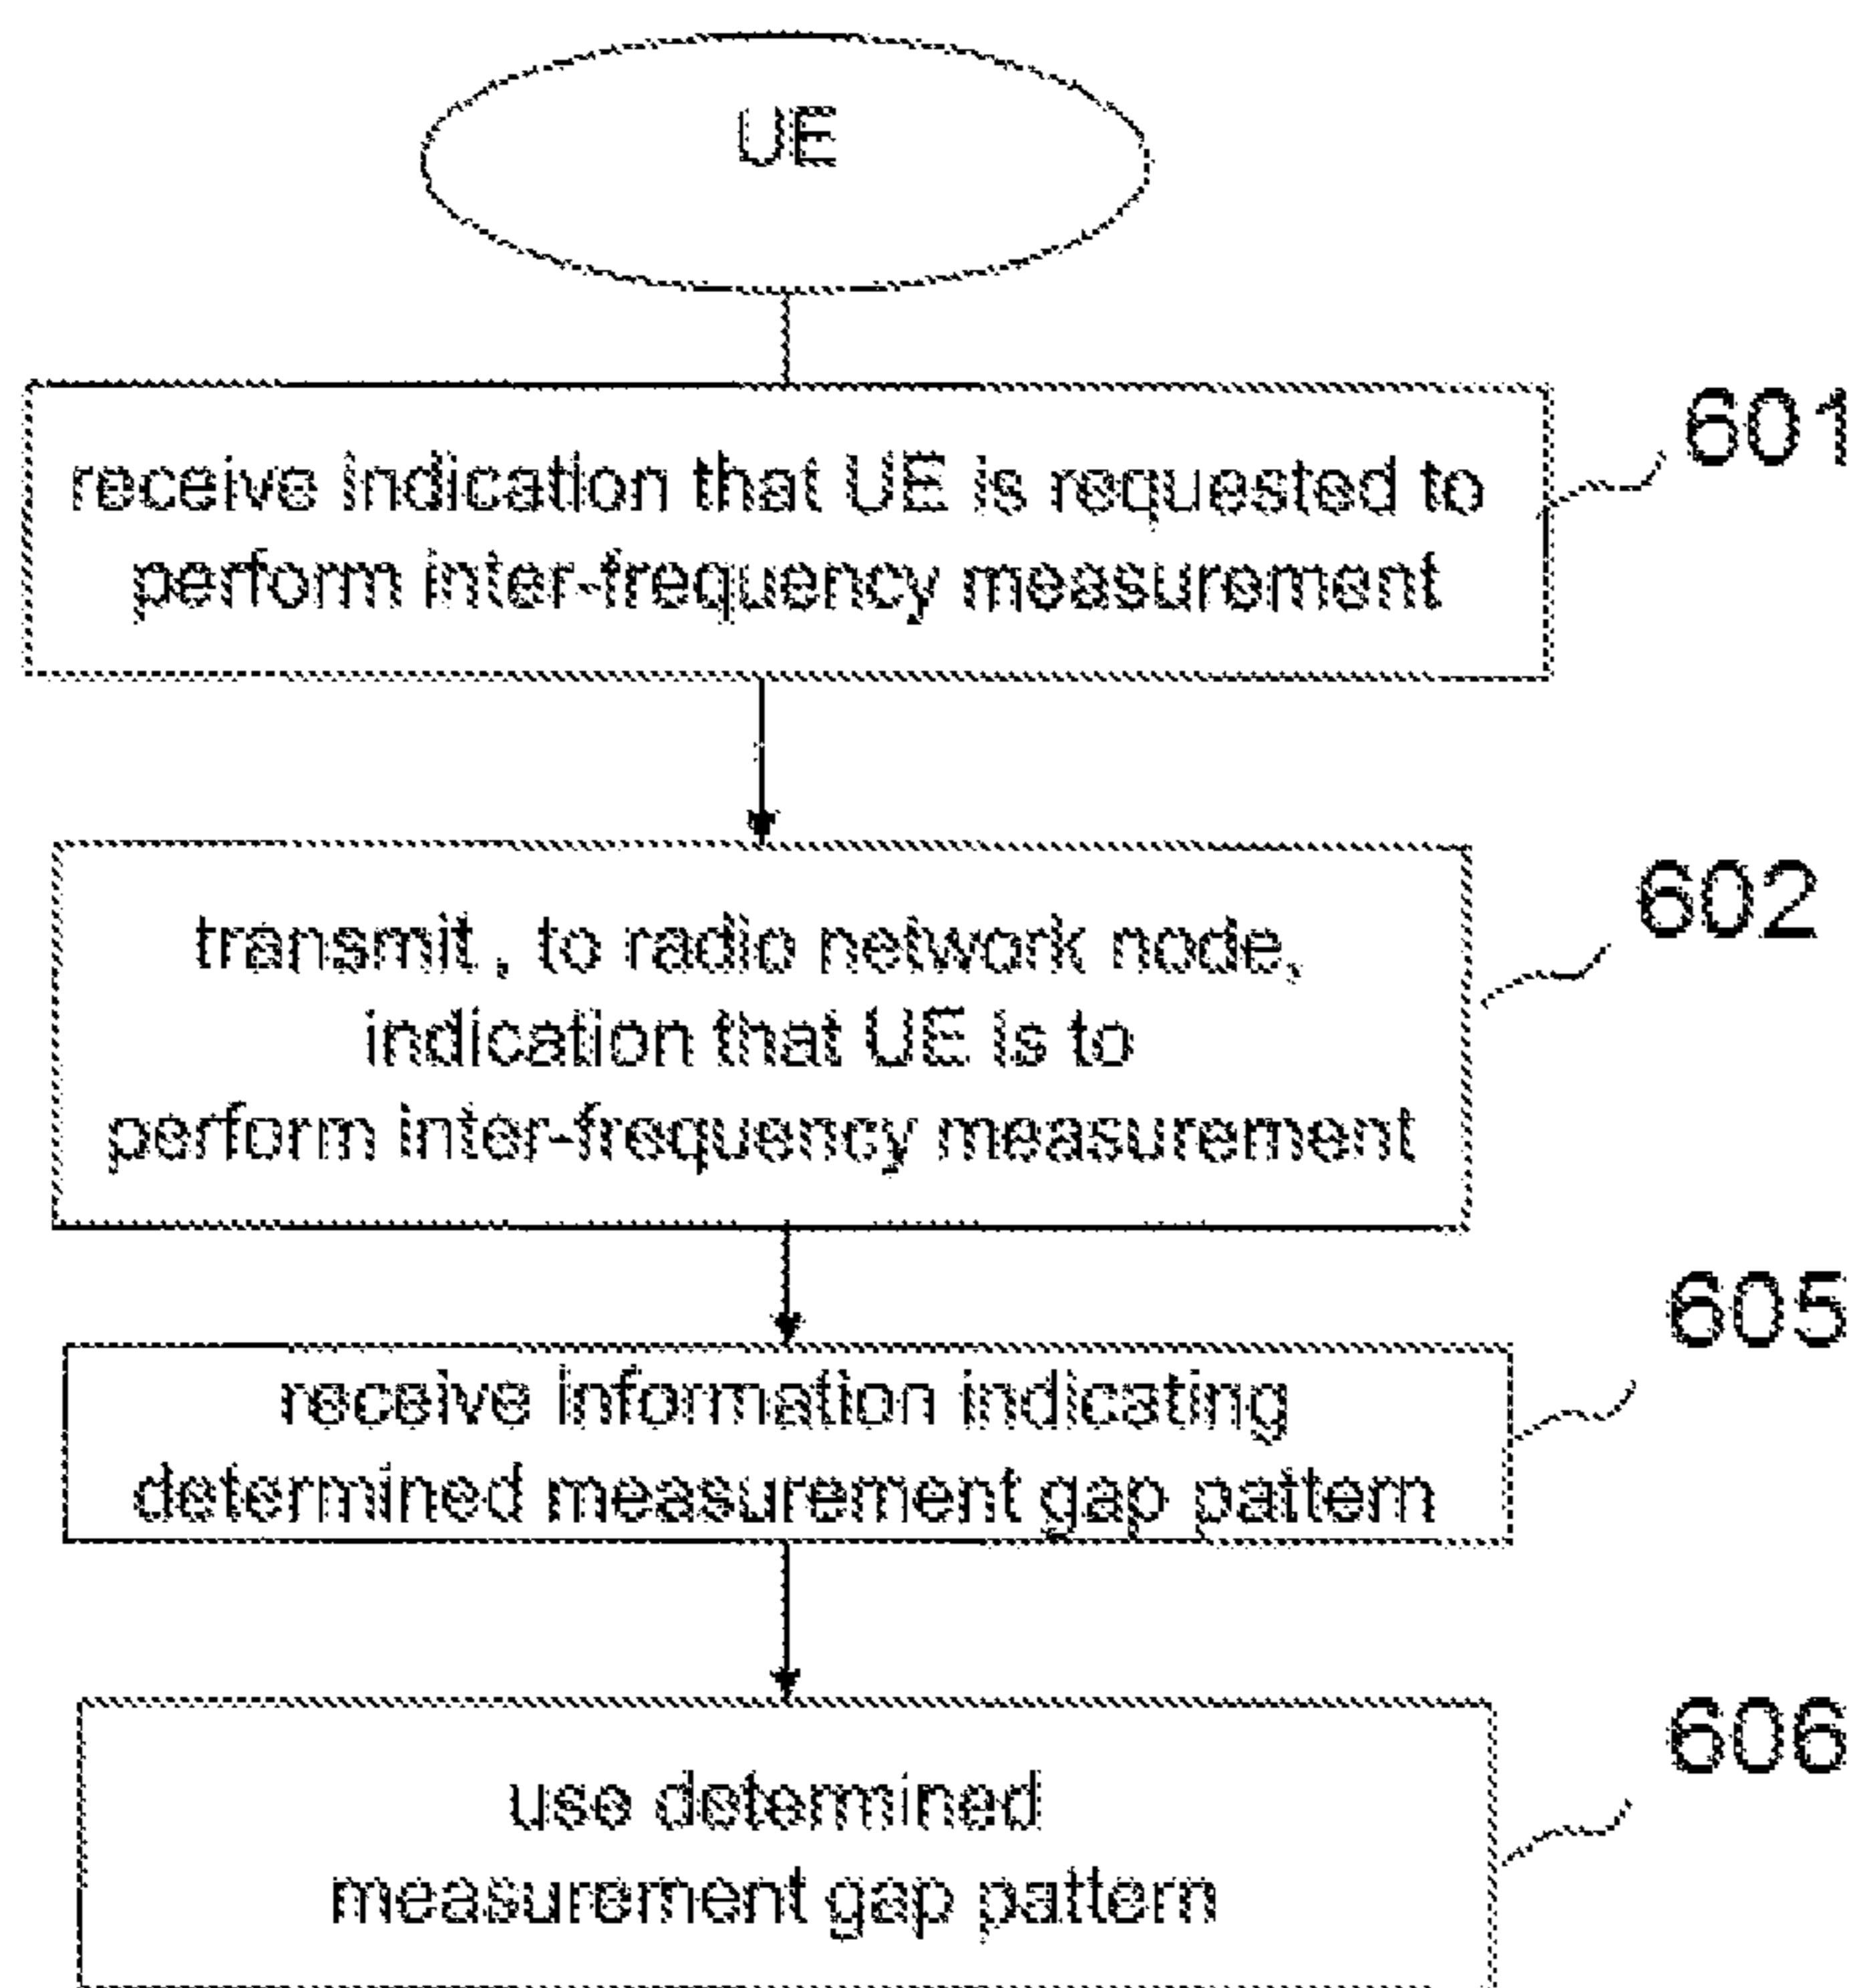 UE
receive indication that UE is requested to
perform inter-frequency measurement
601
transmit , to radio network node,
indication that UE is to
perform inter-frequency measurement
602
receive information indicating
determined measurement gap pattern
605
use determined
measurement gap pattern
606